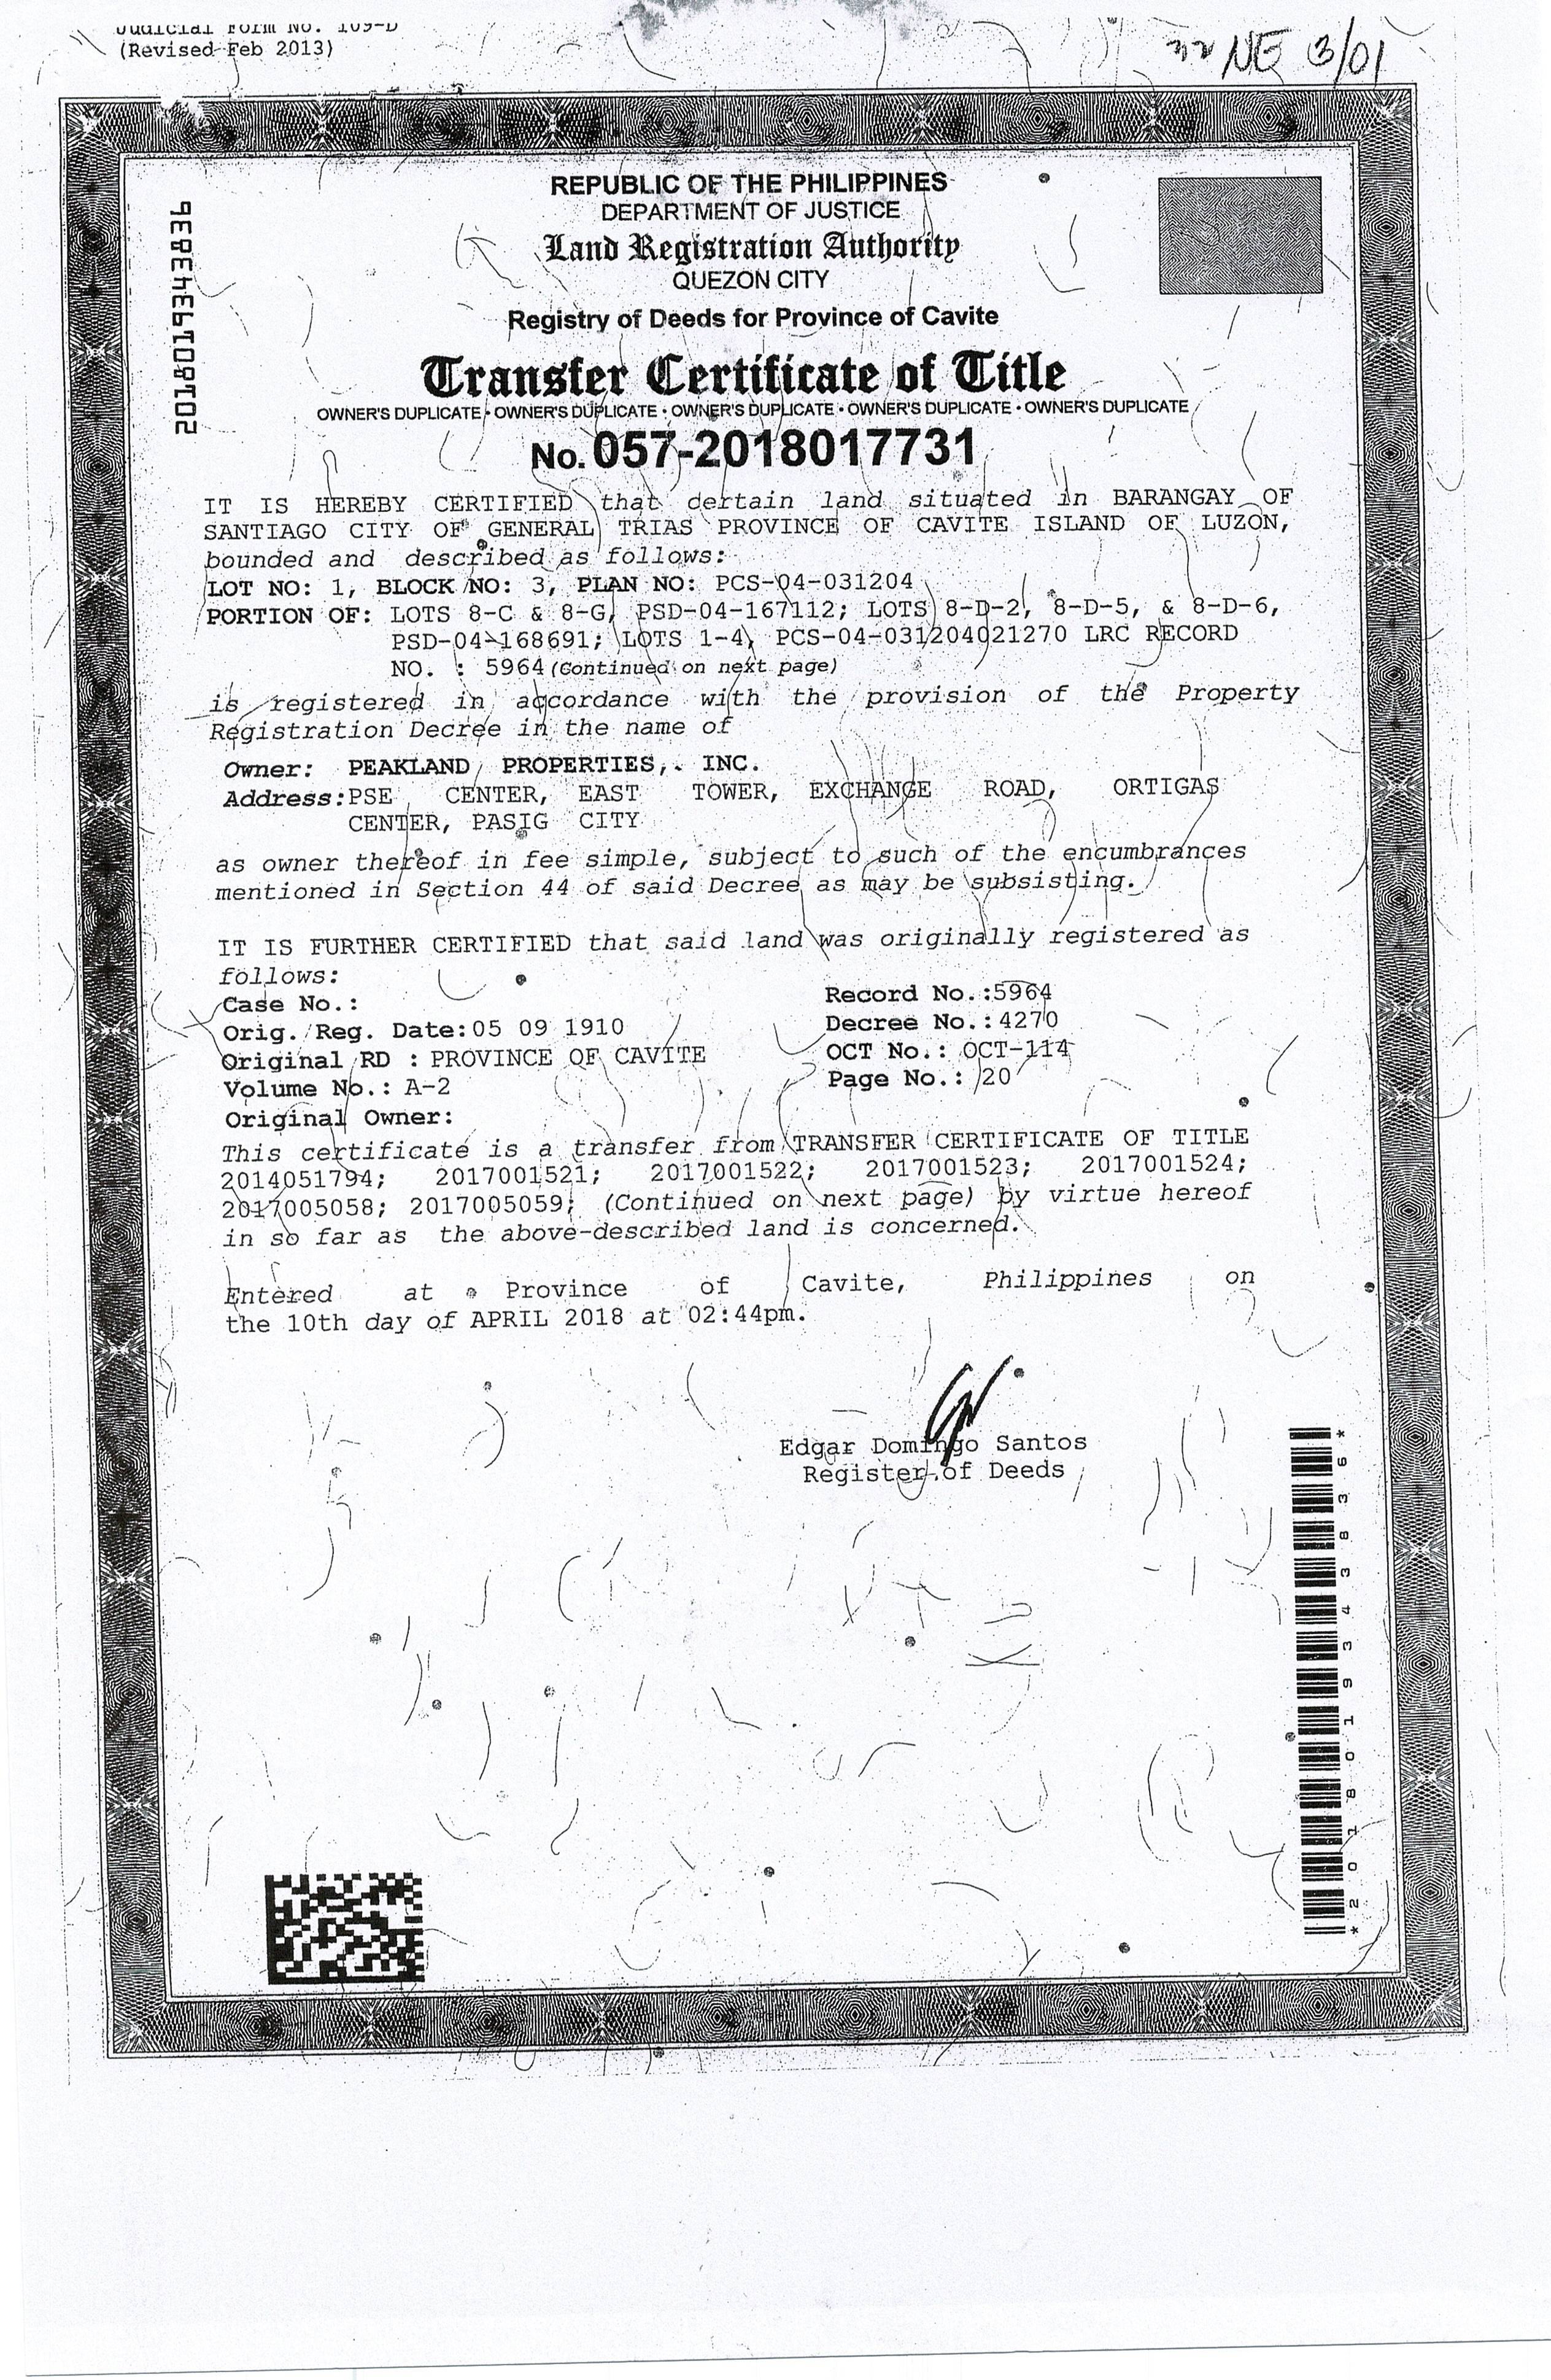 Judicial Form No. 109-D
(Revised Feb 2013)
NE 3/01
2018019343836
REPUBLIC OF THE PHILIPPINES
DEPARTMENT OF JUSTICE
Land Registration Authority
QUEZON CITY
Registry of Deeds for Province of Cavite
Transfer Certificate of Title
OWNER'S DUPLICATE • OWNER'S DUPLICATE • OWNER'S DUPLICATE • OWNER'S DUPLICATE • OWNER'S DUPLICATE
No. 057-2018017731
IT IS HEREBY CERTIFIED that certain land situated in BARANGAY OF
SANTIAGO CITY OF GENERAL TRIAS PROVINCE OF CAVITE ISLAND OF LUZON,
bounded and described as follows:
LOT NO: 1, BLOCK NO: 3, PLAN NO: PCS-04-031204
PORTION OF: LOTS 8-C & 8-G, PSD-04-167112; LOTS 8-D-2, 8-D-5, & 8-D-6,
PSD-04-168691; LOTS 1-4, PCS-04-031204021270 LRC RECORD
NO. : 5964 (Continued on next page)
is registered in accordance with the provision of the Property
Registration Decree in the name of
Owner: PEAKLAND PROPERTIES, INC.
Address: PSE CENTER, EAST TOWER, EXCHANGE ROAD, ORTIGAS
CENTER, PASIG CITY
as owner thereof in fee simple, subject to such of the encumbrances
mentioned in Section 44 of said Decree as may be subsisting.
IT IS FURTHER CERTIFIED that said land was originally registered as
follows:
Case No.: Record No.:5964
Orig. Reg. Date:05 09 1910 Decree No.:4270
Original RD : PROVINCE OF CAVITE OCT No.: OCT-114
Volume No.: A-2 Page No.: 20
Original Owner:
This certificate is a transfer from TRANSFER CERTIFICATE OF TITLE
2014051794; 2017001521; 2017001522; 2017001523; 2017001524;
2017005058; 2017005059; (Continued on next page) by virtue hereof
in so far as the above-described land is concerned.
Entered at Province of Cavite, Philippines on
the 10th day of APRIL 2018 at 02:44pm.
Edgar Domingo Santos
Register of Deeds
*2018019343836*